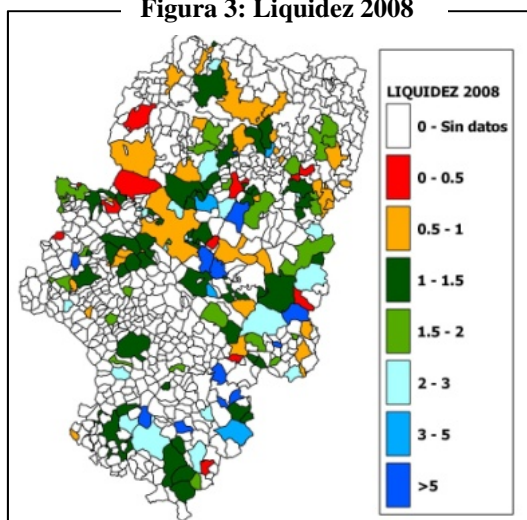 Figura 3: Liquidez 2008
LIQUIDEZ 2008
0 - Sin datos
0 - 0.5
0.5 - 1
1 - 1.5
1.5 - 2
2 - 3
3 - 5
>5